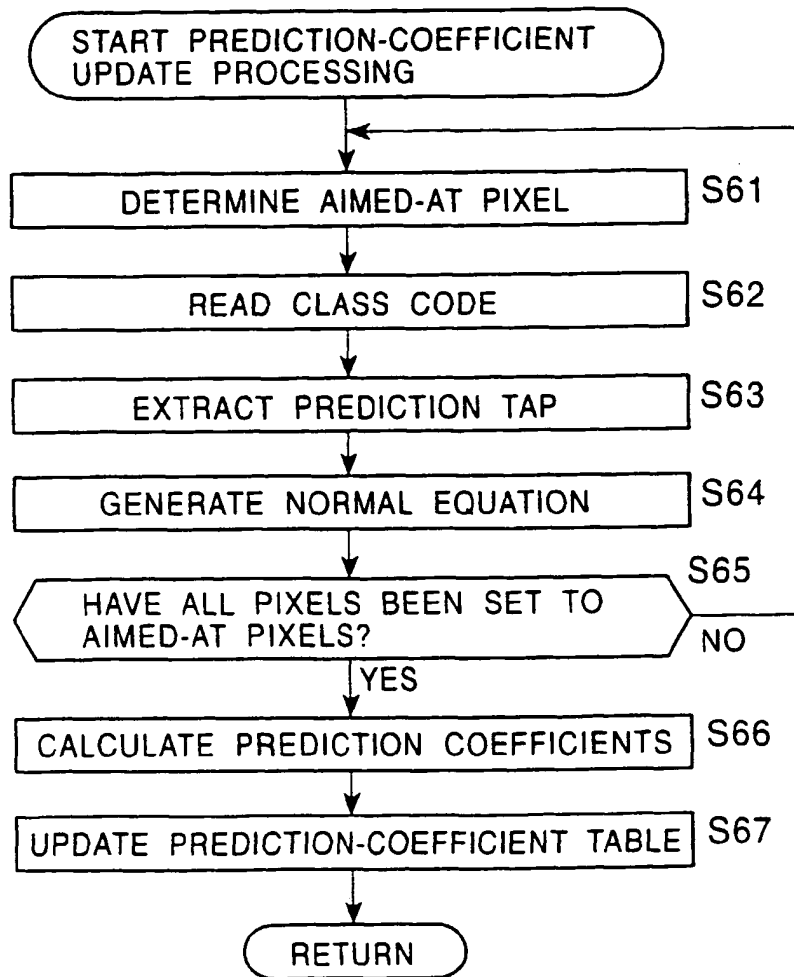 START PREDICTION-COEFFICIENT
UPDATE PROCESSING
DETERMINE AIMED-AT PIXEL
S61
READ CLASS CODE
S62
EXTRACT PREDICTION TAP
S63
GENERATE NORMAL EQUATION
S64
S65
HAVE ALL PIXELS BEEN SET TO
AIMED-AT PIXELS?
NO
YES
CALCULATE PREDICTION COEFFICIENTS
S66
UPDATE PREDICTION-COEFFICIENT TABLE
S67
RETURN